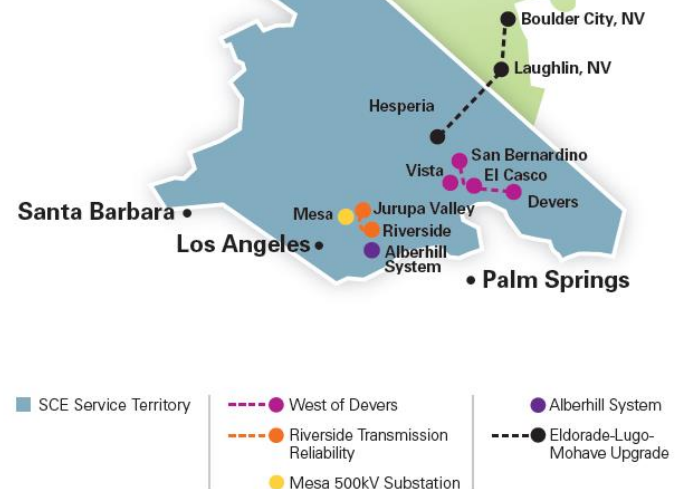 Boulder City, NV
Laughlin, NV
Hesperia
San Bernardino
Vista
El Casco
Devers
Santa Barbara
Mesa
Jurupa Valley
Riverside
Los Angeles
Alberhill
System
Palm Springs
SCE Service Territory
West of Devers
Riverside Transmission
Reliability
Mesa 500kV Substation
Alberhill System
Eldorade-Lugo-
Mohave Upgrade